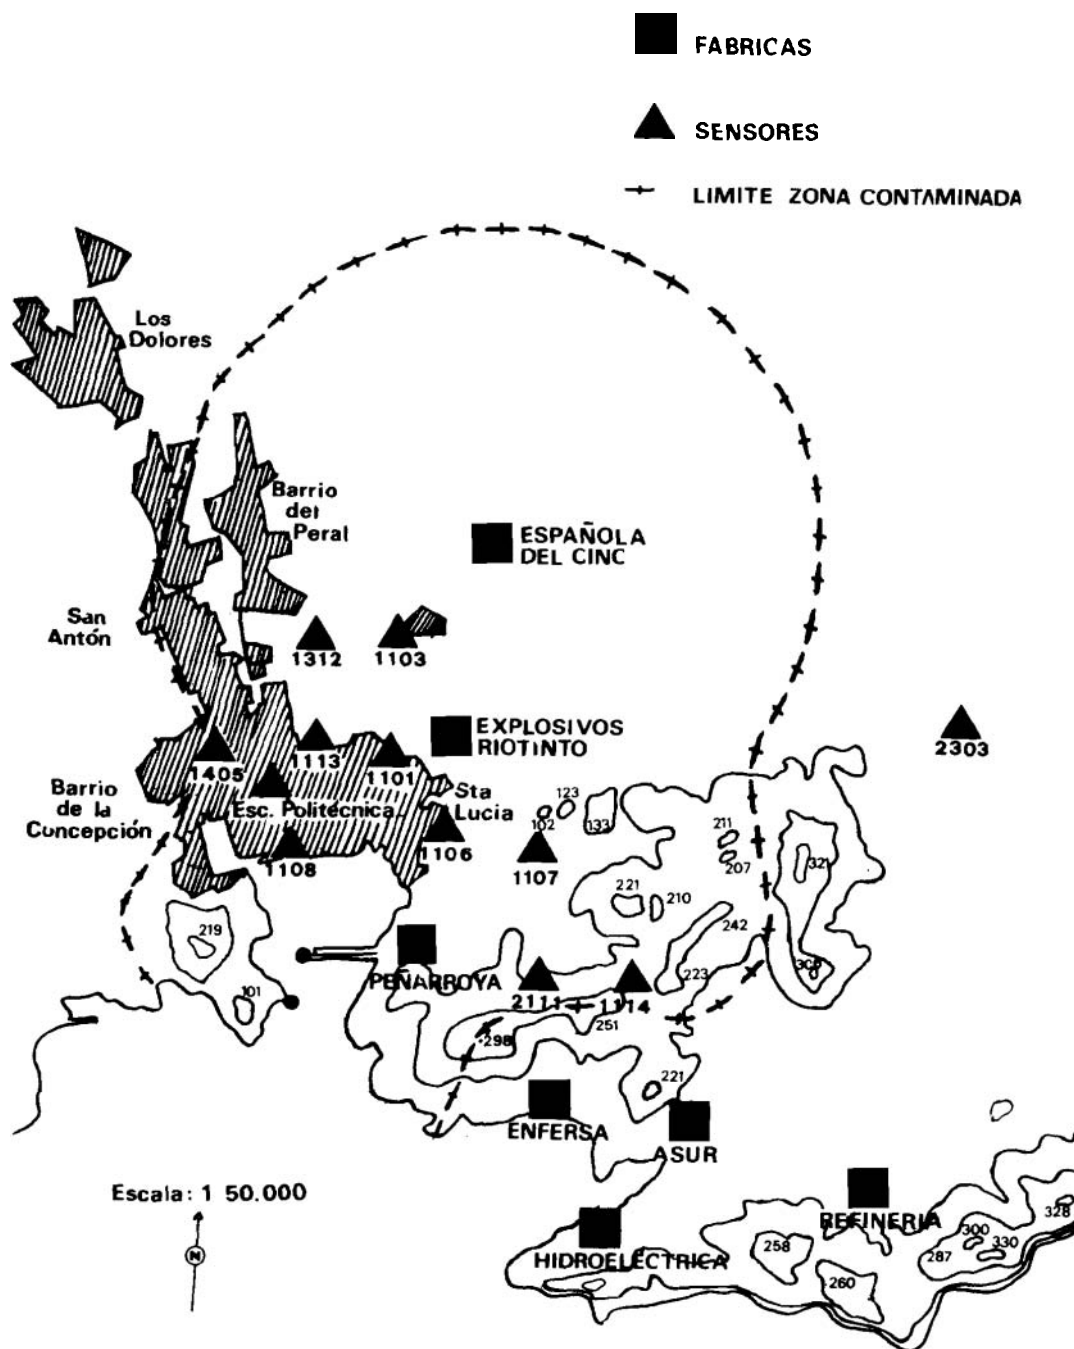 FABRICAS
SENSORES
LIMITE ZONA CONTAMINADA
Los
Dolores
Barrio
del
Peral
ESPAÑOLA
DEL CINC
San
Antón
1312
1103
EXPLOSIVOS
RIOTINTO
2303
1405
1113
1101
Barrio
de la
Concepción
Esc. Politécnica
Sta
Lucia
123
102
133
211
207
321
1108
1106
1107
221
210
242
219
223
309
PEÑARROYA
2111
1114
101
251
298
221
ENFERSA
ASUR
Escala: 1 50.000
N
REFINERIA
328
300
330
287
258
260
HIDROELECTRICA